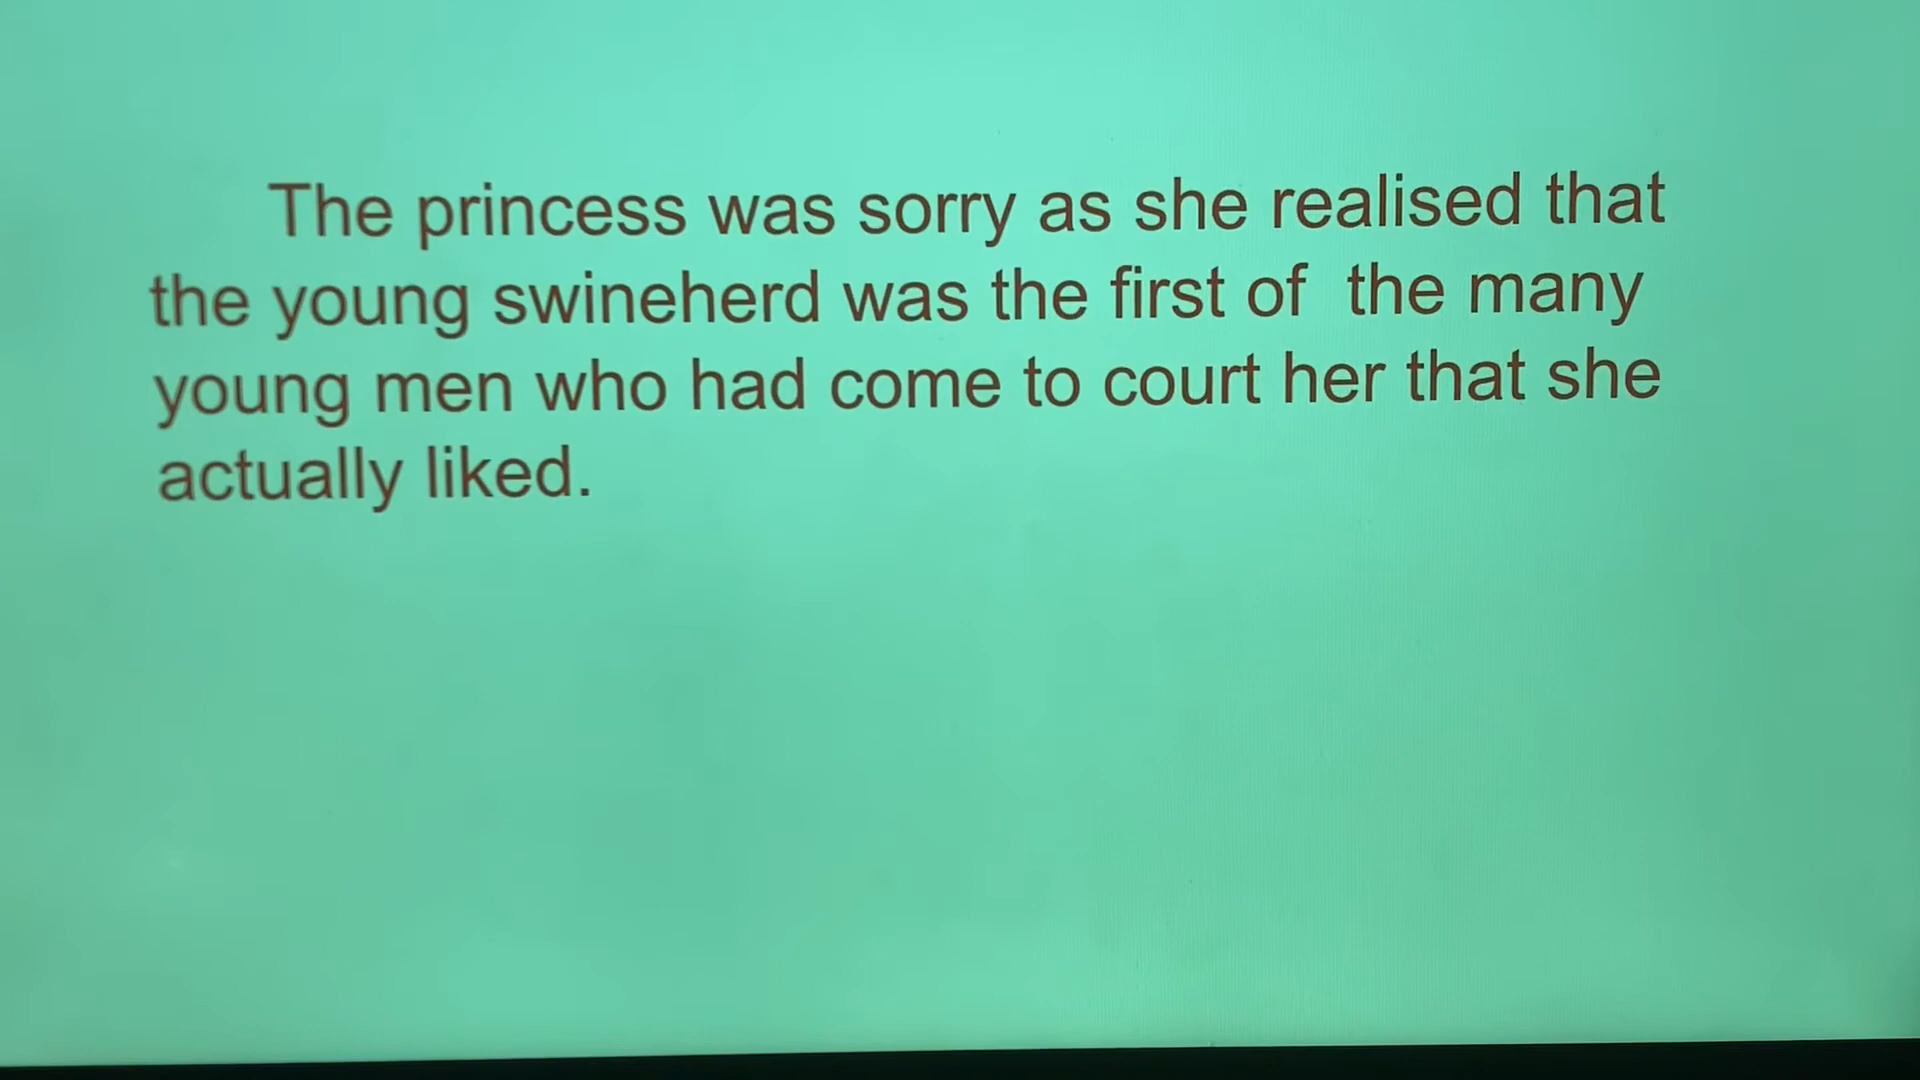 The princess was sorry as she realised that
the young swineherd was the first of the many
young men who had come to court her that she
actually liked.